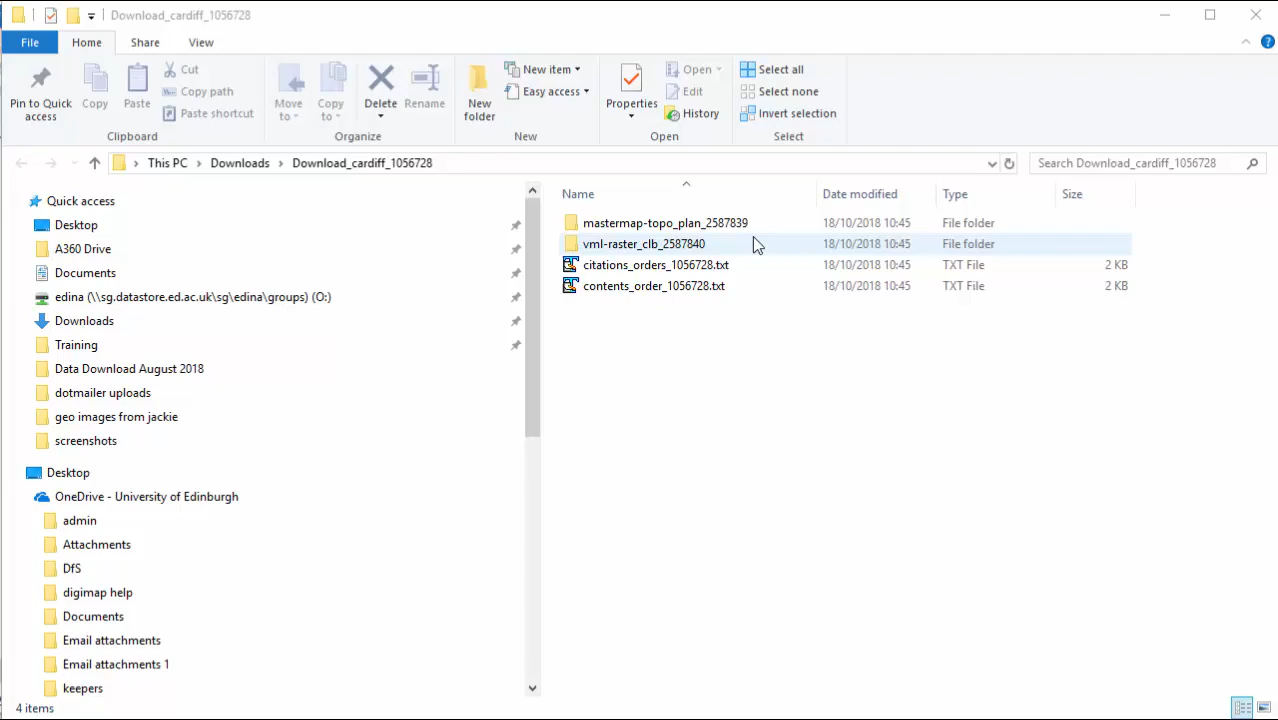 Download_cardiff_1056728
File Home Share View
Pin to Quick access
Copy
Paste
Cut
Copy path
Paste shortcut
Clipboard
Move to
Copy to
Delete
Rename
Organize
New folder
New item
Easy access
New
Properties
Open
Edit
History
Open
Select all
Select none
Invert selection
Select
This PC > Downloads > Download_cardiff_1056728
Search Download_cardiff_1056728
Quick access
Desktop
A360 Drive
Documents
edina (\\sg.datastore.ed.ac.uk\sg\edina\groups) (O:)
Downloads
Training
Data Download August 2018
dotmailer uploads
geo images from jackie
screenshots
Desktop
OneDrive - University of Edinburgh
admin
Attachments
DfS
digimap help
Documents
Email attachments
Email attachments 1
keepers
Name Date modified Type Size
mastermap-topo_plan_2587839 18/10/2018 10:45 File folder
vml-raster_clb_2587840 18/10/2018 10:45 File folder
citations_orders_1056728.txt 18/10/2018 10:45 TXT File 2 KB
contents_order_1056728.txt 18/10/2018 10:45 TXT File 2 KB
4 items